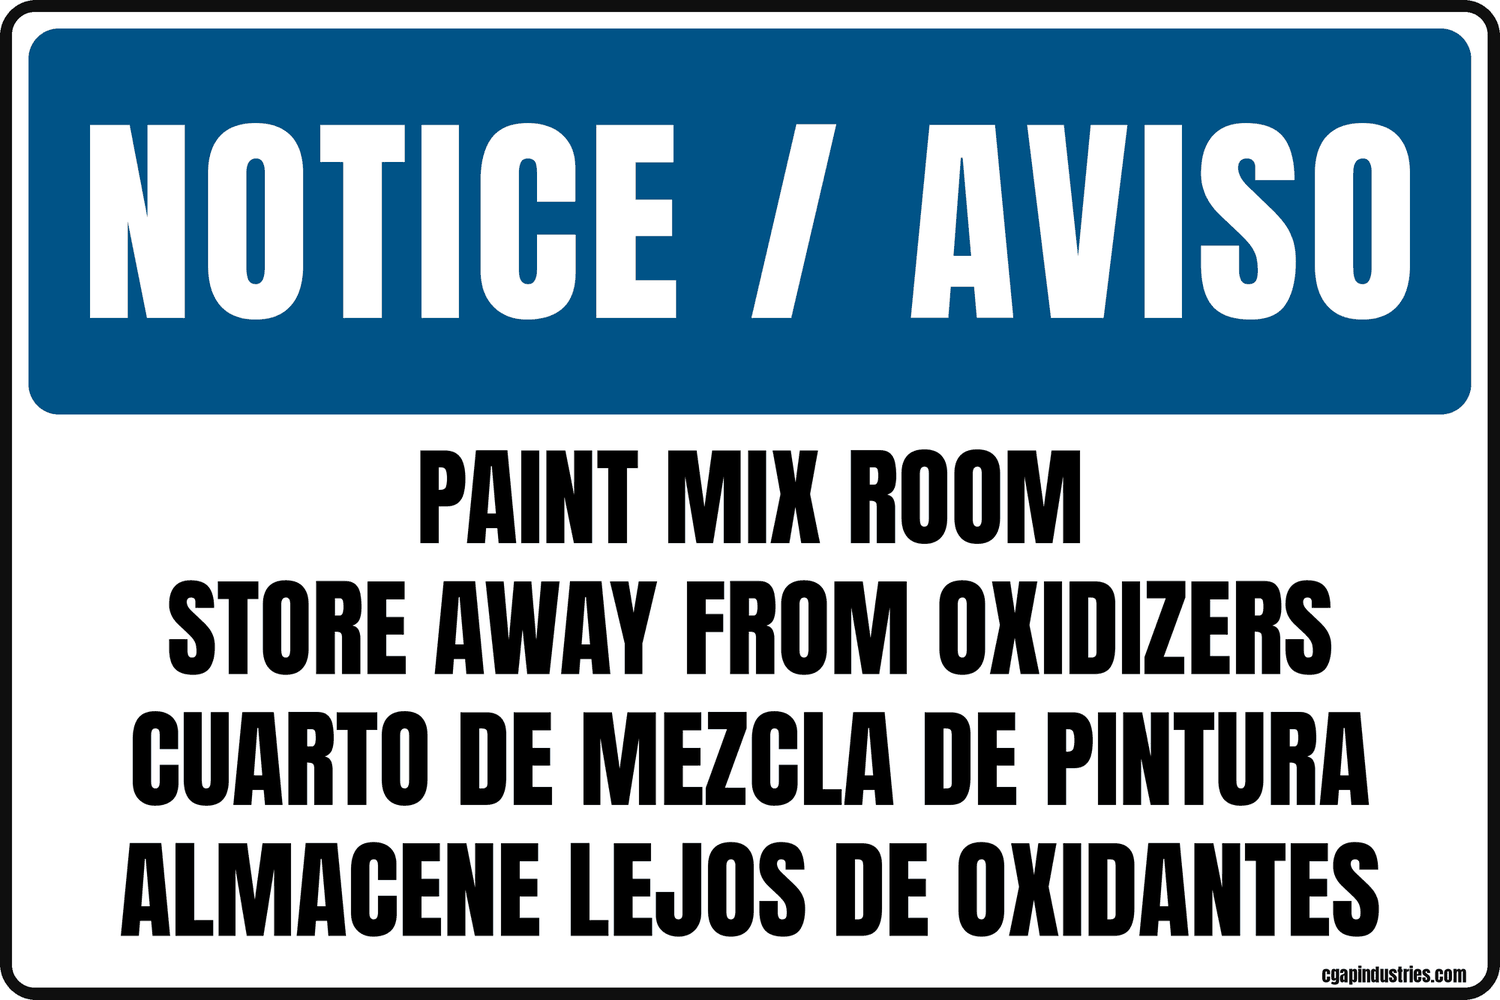 NOTICE / AVISO
PAINT MIX ROOM
STORE AWAY FROM OXIDIZERS
CUARTO DE MEZCLA DE PINTURA
ALMACENE LEJOS DE OXIDANTES
cgapindustries.com